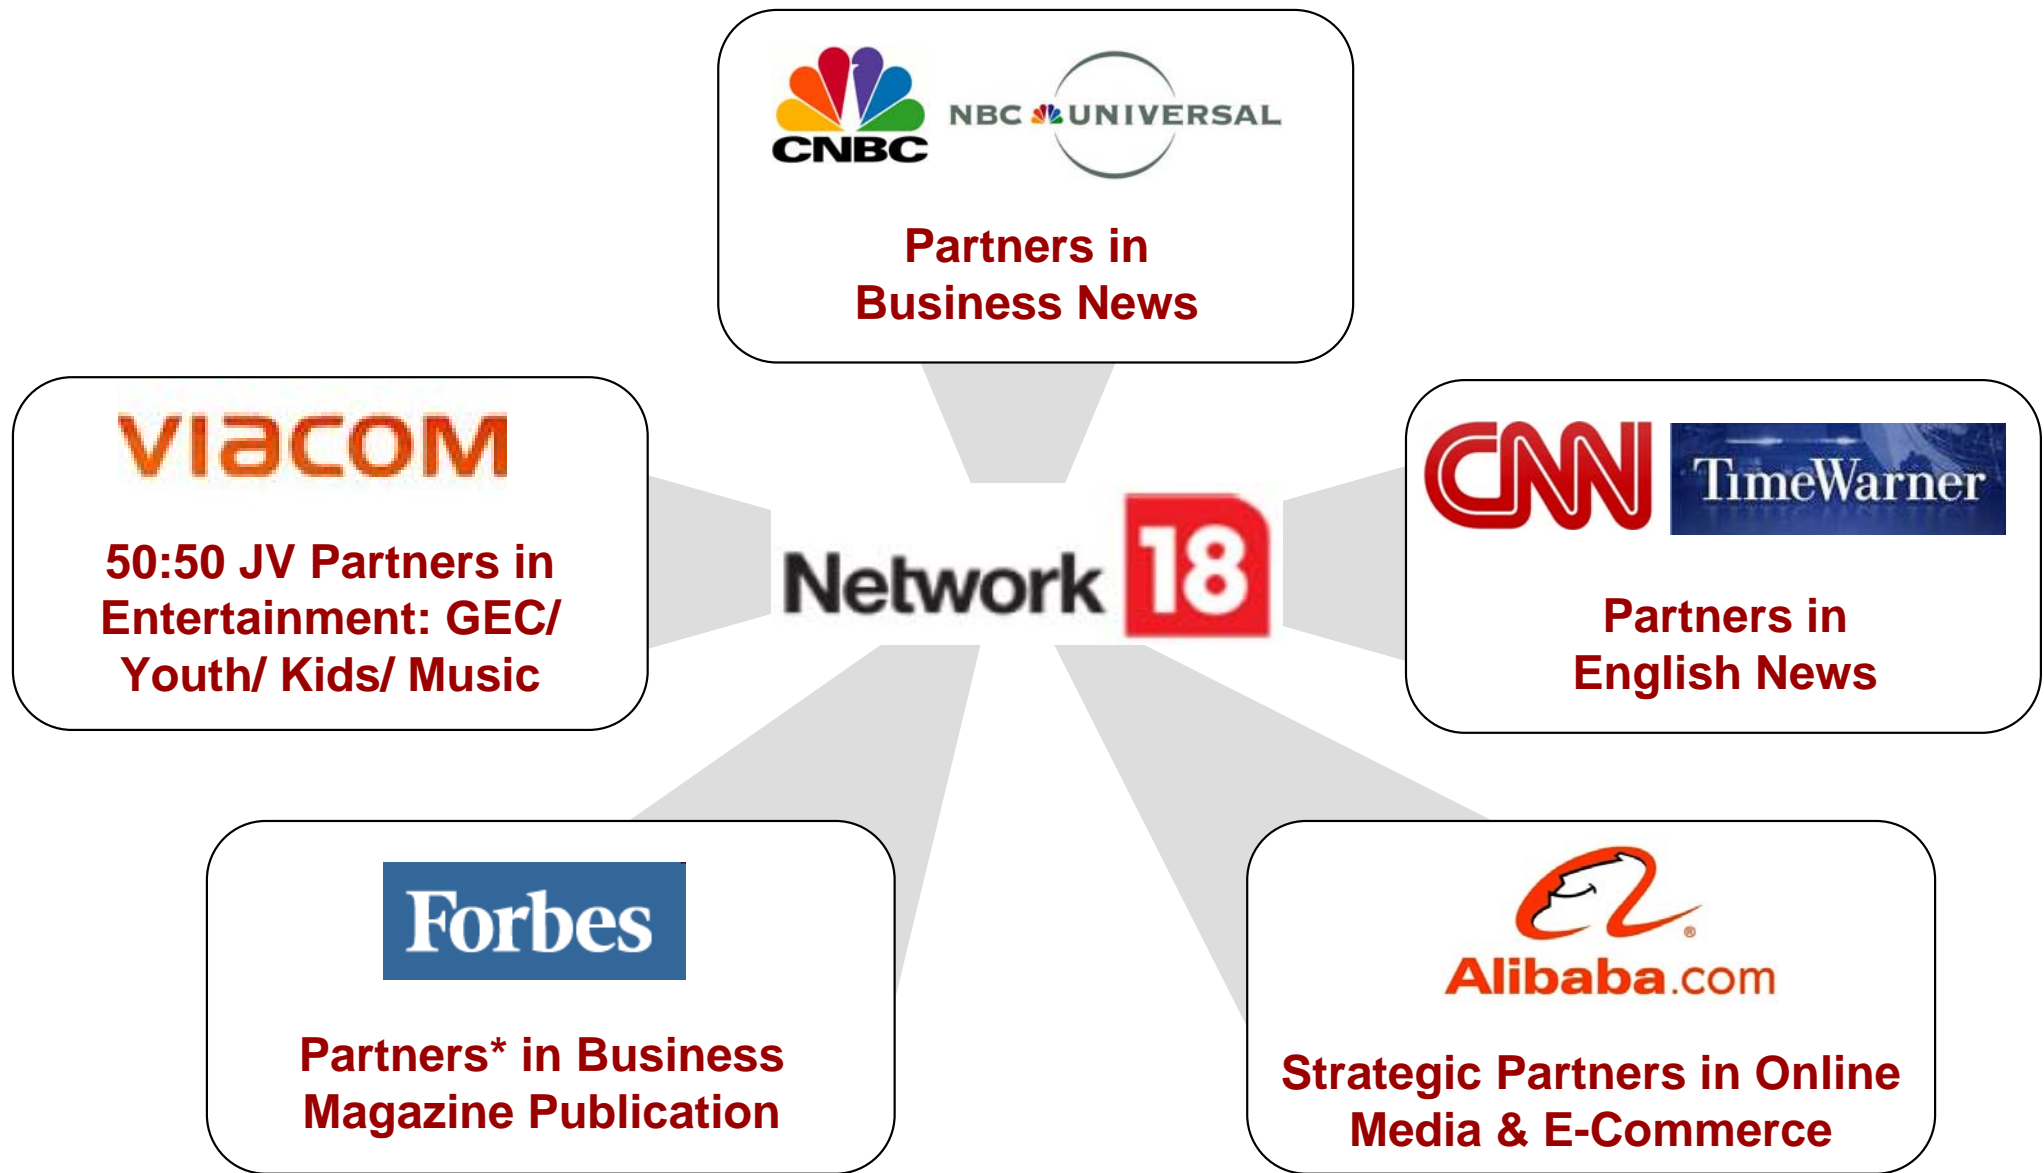 CNBC
NBC UNIVERSAL
Partners in
Business News
VIACOM
50:50 JV Partners in
Entertainment: GEC/
Youth/ Kids/ Music
Network 18
CNN
TimeWarner
Partners in
English News
Forbes
Partners* in Business
Magazine Publication
Alibaba.com
®
Strategic Partners in Online
Media & E-Commerce